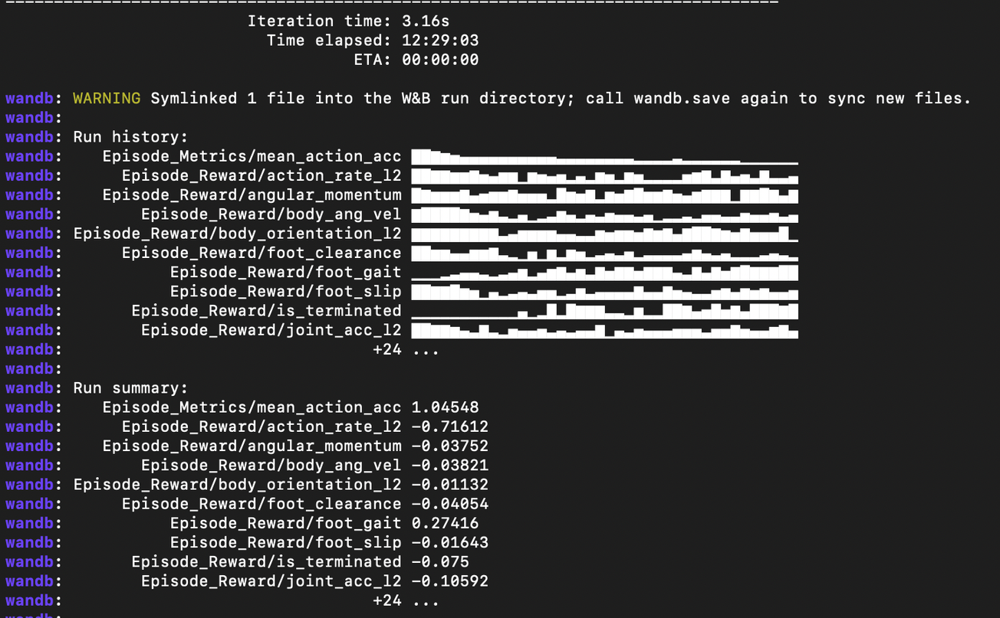 Iteration time: 3.16s
Time elapsed: 12:29:03
ETA: 00:00:00
wandb: WARNING Symlinked 1 file into the W&B run directory; call wandb.save again to sync new files.
wandb:
wandb: Run history:
wandb: Episode_Metrics/mean_action_acc
wandb: Episode_Reward/action_rate_l2
wandb: Episode_Reward/angular_momentum
wandb: Episode_Reward/body_ang_vel
wandb: Episode_Reward/body_orientation_l2
wandb: Episode_Reward/foot_clearance
wandb: Episode_Reward/foot_gait
wandb: Episode_Reward/foot_slip
wandb: Episode_Reward/is_terminated
wandb: Episode_Reward/joint_acc_l2
wandb: +24 ...
wandb:
wandb: Run summary:
wandb: Episode_Metrics/mean_action_acc 1.04548
wandb: Episode_Reward/action_rate_l2 -0.71612
wandb: Episode_Reward/angular_momentum -0.03752
wandb: Episode_Reward/body_ang_vel -0.03821
wandb: Episode_Reward/body_orientation_l2 -0.01132
wandb: Episode_Reward/foot_clearance -0.04054
wandb: Episode_Reward/foot_gait 0.27416
wandb: Episode_Reward/foot_slip -0.01643
wandb: Episode_Reward/is_terminated -0.075
wandb: Episode_Reward/joint_acc_l2 -0.10592
wandb: +24 ...